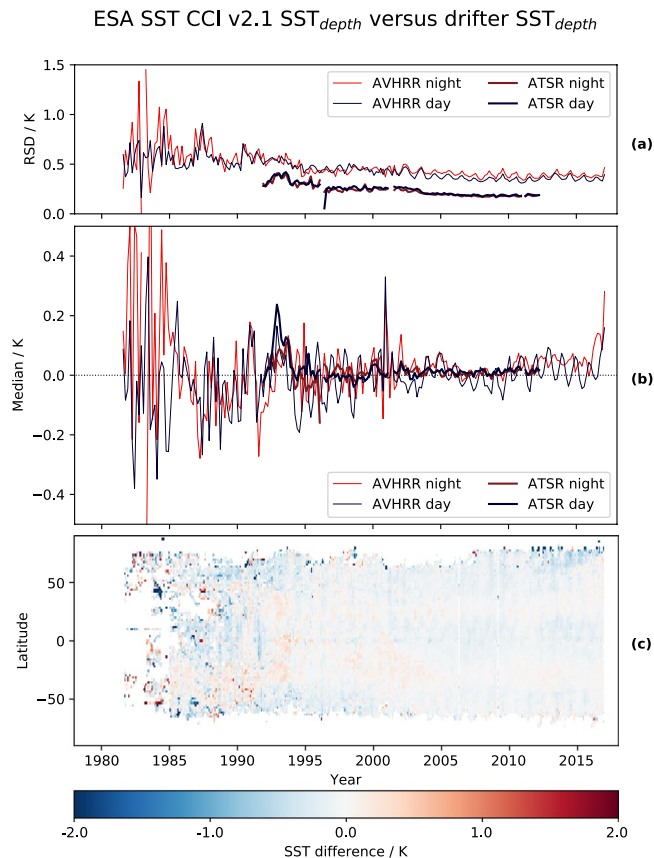 ESA SST CCI v2.1 SST_depth versus drifter SST_depth
1.5
1.0
0.5
0.0
RSD / K
AVHRR night
AVHRR day
ATSR night
ATSR day
(a)
0.4
0.2
0.0
−0.2
−0.4
Median / K
AVHRR night
AVHRR day
ATSR night
ATSR day
(b)
50
0
−50
Latitude
(c)
1980 1985 1990 1995 2000 2005 2010 2015
Year
-2.0 -1.0 0.0 1.0 2.0
SST difference / K